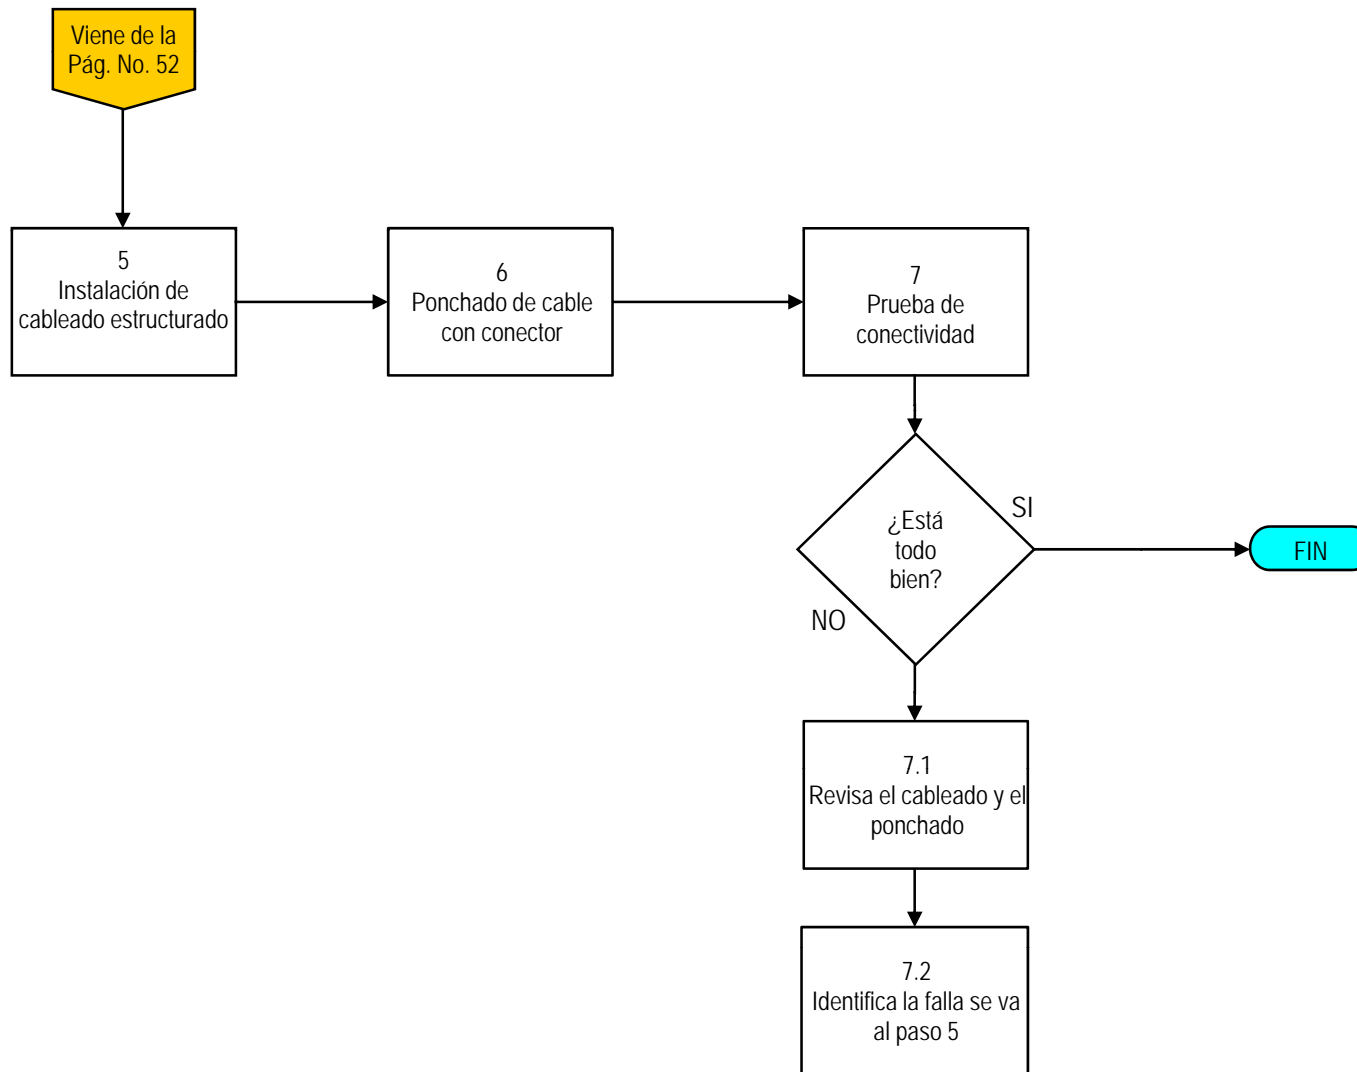 Viene de la
Pág. No. 52
5
Instalación de
cableado estructurado
6
Ponchado de cable
con conector
7
Prueba de
conectividad
¿Está
todo
bien?
SI
FIN
NO
7.1
Revisa el cableado y el
ponchado
7.2
Identifica la falla se va
al paso 5